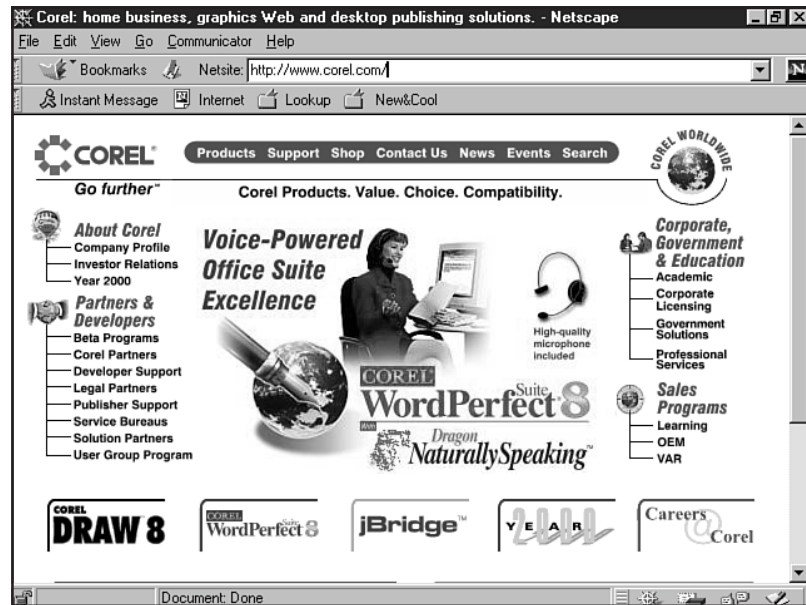 Corel: home business, graphics Web and desktop publishing solutions. - Netscape
File Edit View Go Communicator Help
Bookmarks Netsite: http://www.corel.com/
N
Instant Message Internet Lookup New&Cool
COREL®
Products Support Shop Contact Us News Events Search
COREL WORLDWIDE
Go further™
Corel Products. Value. Choice. Compatibility.
About Corel
Company Profile
Investor Relations
Year 2000
Partners &
Developers
Beta Programs
Corel Partners
Developer Support
Legal Partners
Publisher Support
Service Bureaus
Solution Partners
User Group Program
Voice-Powered
Office Suite
Excellence
High-quality
microphone
included
COREL
WordPerfect® Suite 8
With
Dragon
NaturallySpeaking™
Corporate,
Government
& Education
Academic
Corporate
Licensing
Government
Solutions
Professional
Services
Sales
Programs
Learning
OEM
VAR
COREL
DRAW 8
COREL
WordPerfect Suite 8
jBridge™
YEAR 2000
Careers
@
Corel
Document: Done